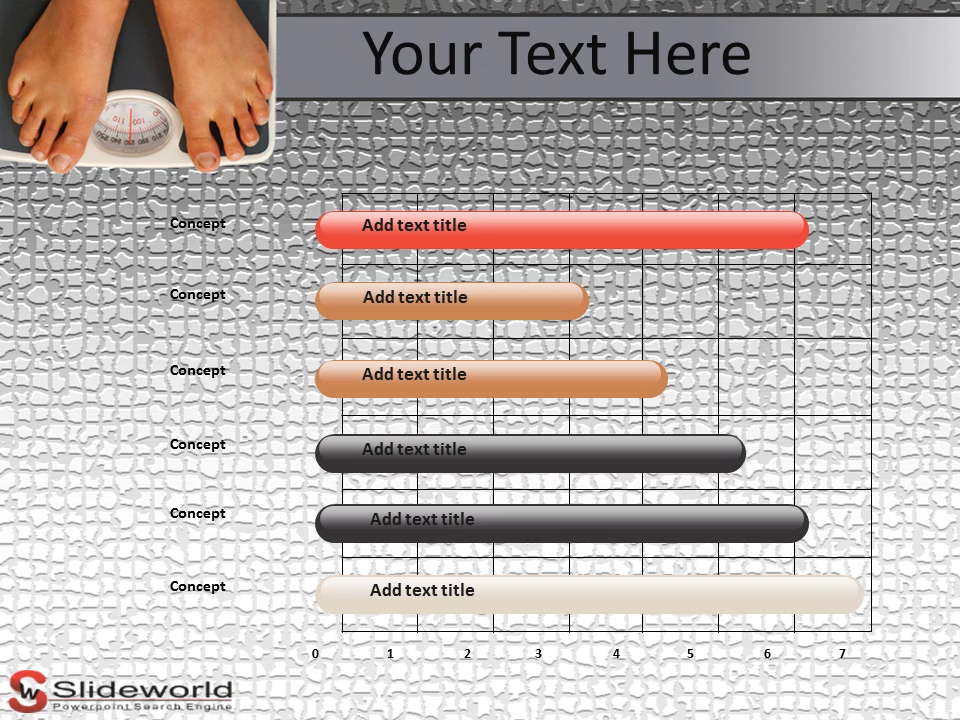 Your Text Here
Concept
Add text title
Concept
Add text title
Concept
Add text title
Concept
Add text title
Concept
Add text title
Concept
Add text title
0 1 2 3 4 5 6 7
SW Slideworld
Powerpoint Search Engine